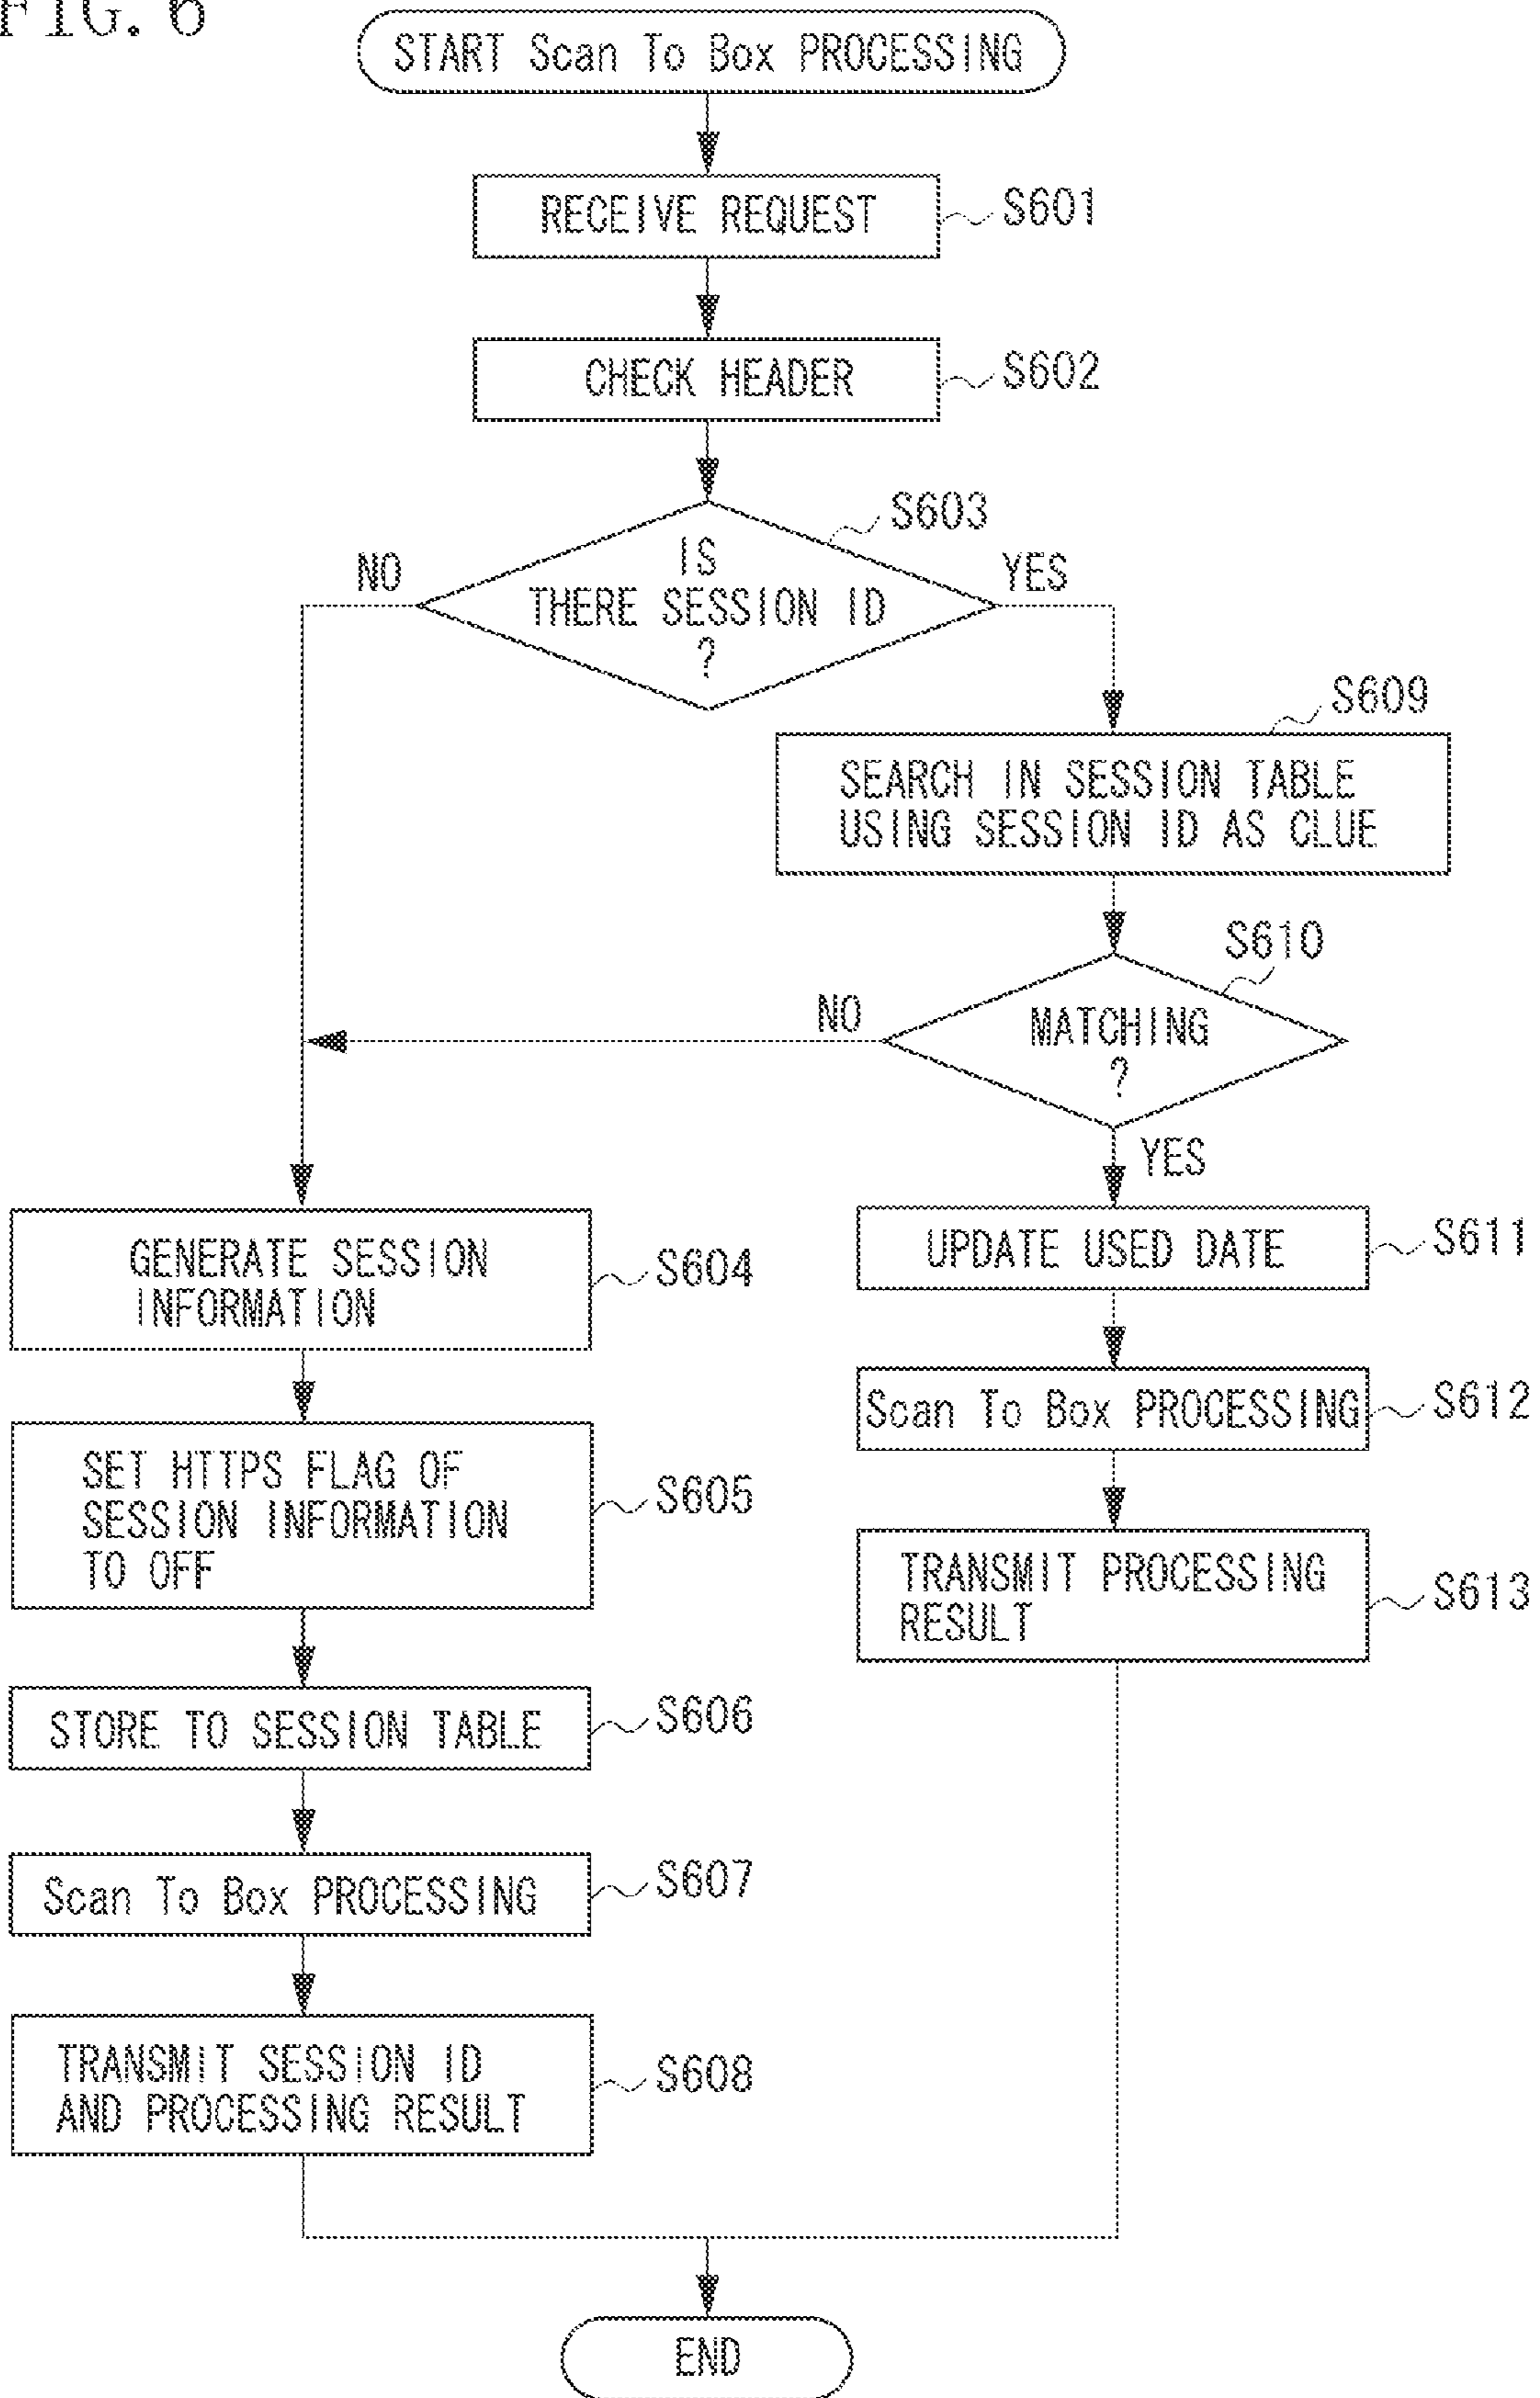 FIG. 6
START Scan To Box PROCESSING
RECEIVE REQUEST
S601
CHECK HEADER
S602
S603
IS
THERE SESSION ID
?
NO
YES
S609
SEARCH IN SESSION TABLE
USING SESSION ID AS CLUE
S610
MATCHING
?
NO
YES
GENERATE SESSION
INFORMATION
S604
UPDATE USED DATE
S611
SET HTTPS FLAG OF
SESSION INFORMATION
TO OFF
S605
Scan To Box PROCESSING
S612
TRANSMIT PROCESSING
RESULT
S613
STORE TO SESSION TABLE
S606
Scan To Box PROCESSING
S607
TRANSMIT SESSION ID
AND PROCESSING RESULT
S608
END